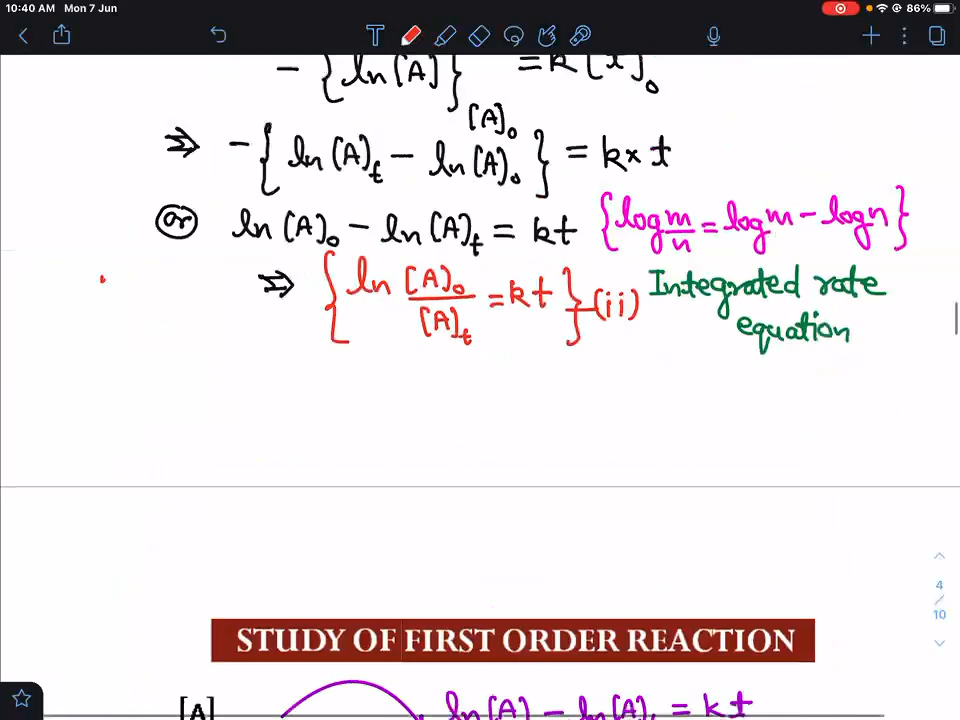 10:40 AM Mon 7 Jun
86%
- {ln [A]} = k [t]₀
[A]₀
⇒ - { ln [A]ₜ - ln [A]₀ } = k × t
or ln [A]₀ - ln [A]ₜ = kt {log m/n = log m - log n}
⇒ { ln [A]₀/[A]ₜ = kt } - (ii) Integrated rate
equation
4
/
10
STUDY OF FIRST ORDER REACTION
[A]
ln [A] - ln [A] = kt